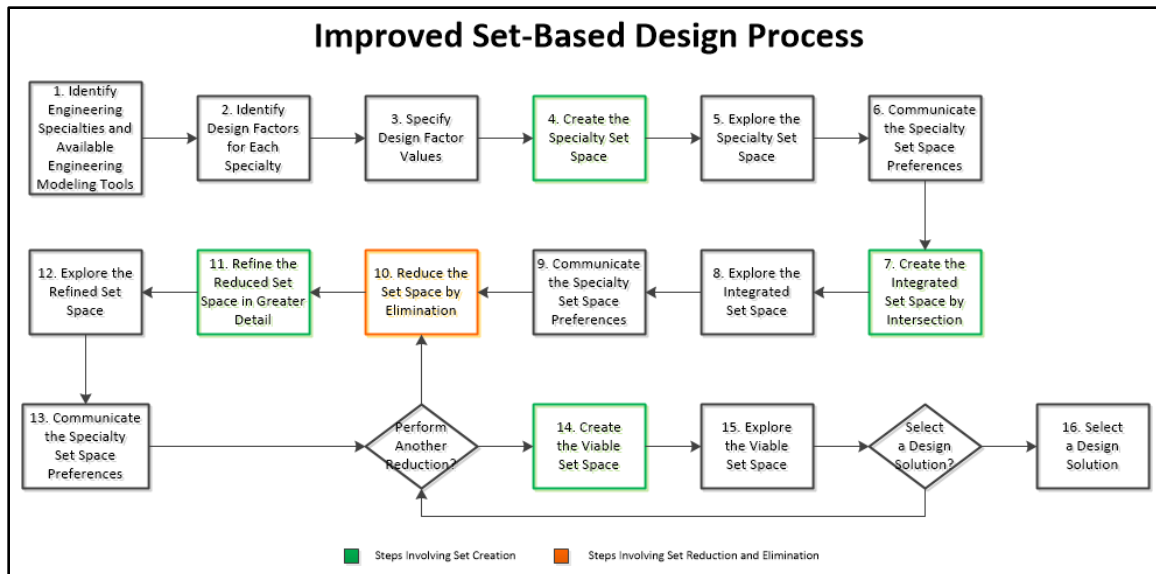 Improved Set-Based Design Process
1. Identify
Engineering
Specialties and
Available
Engineering
Modeling Tools
2. Identify
Design Factors
for Each
Specialty
3. Specify
Design Factor
Values
4. Create the
Specialty Set
Space
5. Explore the
Specialty Set
Space
6. Communicate
the Specialty
Set Space
Preferences
7. Create the
Integrated
Set Space by
Intersection
8. Explore the
Integrated
Set Space
9. Communicate
the Specialty
Set Space
Preferences
10. Reduce the
Set Space by
Elimination
11. Refine the
Reduced Set
Space in Greater
Detail
12. Explore the
Refined Set
Space
13. Communicate
the Specialty
Set Space
Preferences
Perform
Another
Reduction?
14. Create
the Viable
Set Space
15. Explore
the Viable
Set Space
Select
a Design
Solution?
16. Select
a Design
Solution
Steps Involving Set Creation
Steps Involving Set Reduction and Elimination